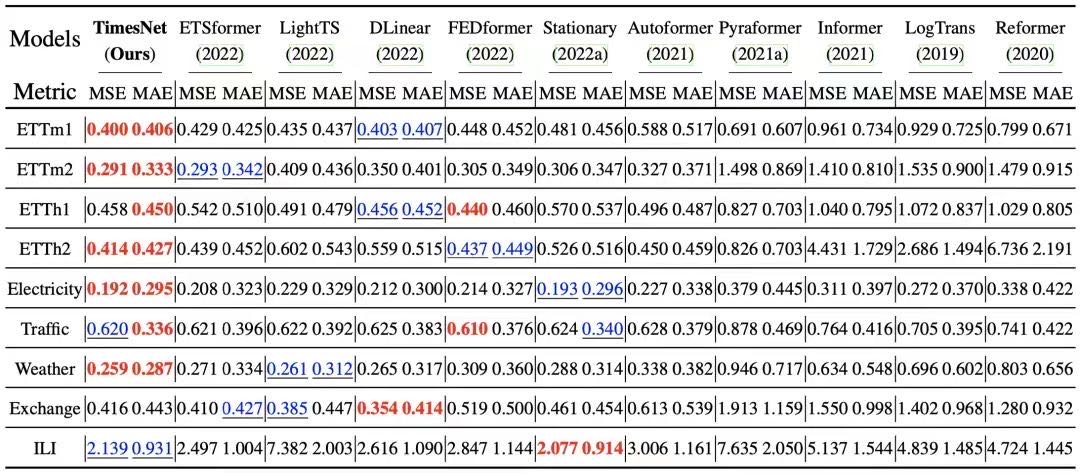 Models TimesNet ETSformer LightTS DLinear FEDformer Stationary Autoformer Pyraformer Informer LogTrans Reformer
(Ours) (2022) (2022) (2022) (2022) (2022a) (2021) (2021a) (2021) (2019) (2020)
Metric MSE MAE MSE MAE MSE MAE MSE MAE MSE MAE MSE MAE MSE MAE MSE MAE MSE MAE MSE MAE MSE MAE
ETTm1 0.400 0.406 0.429 0.425 0.435 0.437 0.403 0.407 0.448 0.452 0.481 0.456 0.588 0.517 0.691 0.607 0.961 0.734 0.929 0.725 0.799 0.671
ETTm2 0.291 0.333 0.293 0.342 0.409 0.436 0.350 0.401 0.305 0.349 0.306 0.347 0.327 0.371 1.498 0.869 1.410 0.810 1.535 0.900 1.479 0.915
ETTh1 0.458 0.450 0.542 0.510 0.491 0.479 0.456 0.452 0.440 0.460 0.570 0.537 0.496 0.487 0.827 0.703 1.040 0.795 1.072 0.837 1.029 0.805
ETTh2 0.414 0.427 0.439 0.452 0.602 0.543 0.559 0.515 0.437 0.449 0.526 0.516 0.450 0.459 0.826 0.703 4.431 1.729 2.686 1.494 6.736 2.191
Electricity 0.192 0.295 0.208 0.323 0.229 0.329 0.212 0.300 0.214 0.327 0.193 0.296 0.227 0.338 0.379 0.445 0.311 0.397 0.272 0.370 0.338 0.422
Traffic 0.620 0.336 0.621 0.396 0.622 0.392 0.625 0.383 0.610 0.376 0.624 0.340 0.628 0.379 0.878 0.469 0.764 0.416 0.705 0.395 0.741 0.422
Weather 0.259 0.287 0.271 0.334 0.261 0.312 0.265 0.317 0.309 0.360 0.288 0.314 0.338 0.382 0.946 0.717 0.634 0.548 0.696 0.602 0.803 0.656
Exchange 0.416 0.443 0.410 0.427 0.385 0.447 0.354 0.414 0.519 0.500 0.461 0.454 0.613 0.539 1.913 1.159 1.550 0.998 1.402 0.968 1.280 0.932
ILI 2.139 0.931 2.497 1.004 7.382 2.003 2.616 1.090 2.847 1.144 2.077 0.914 3.006 1.161 7.635 2.050 5.137 1.544 4.839 1.485 4.724 1.445